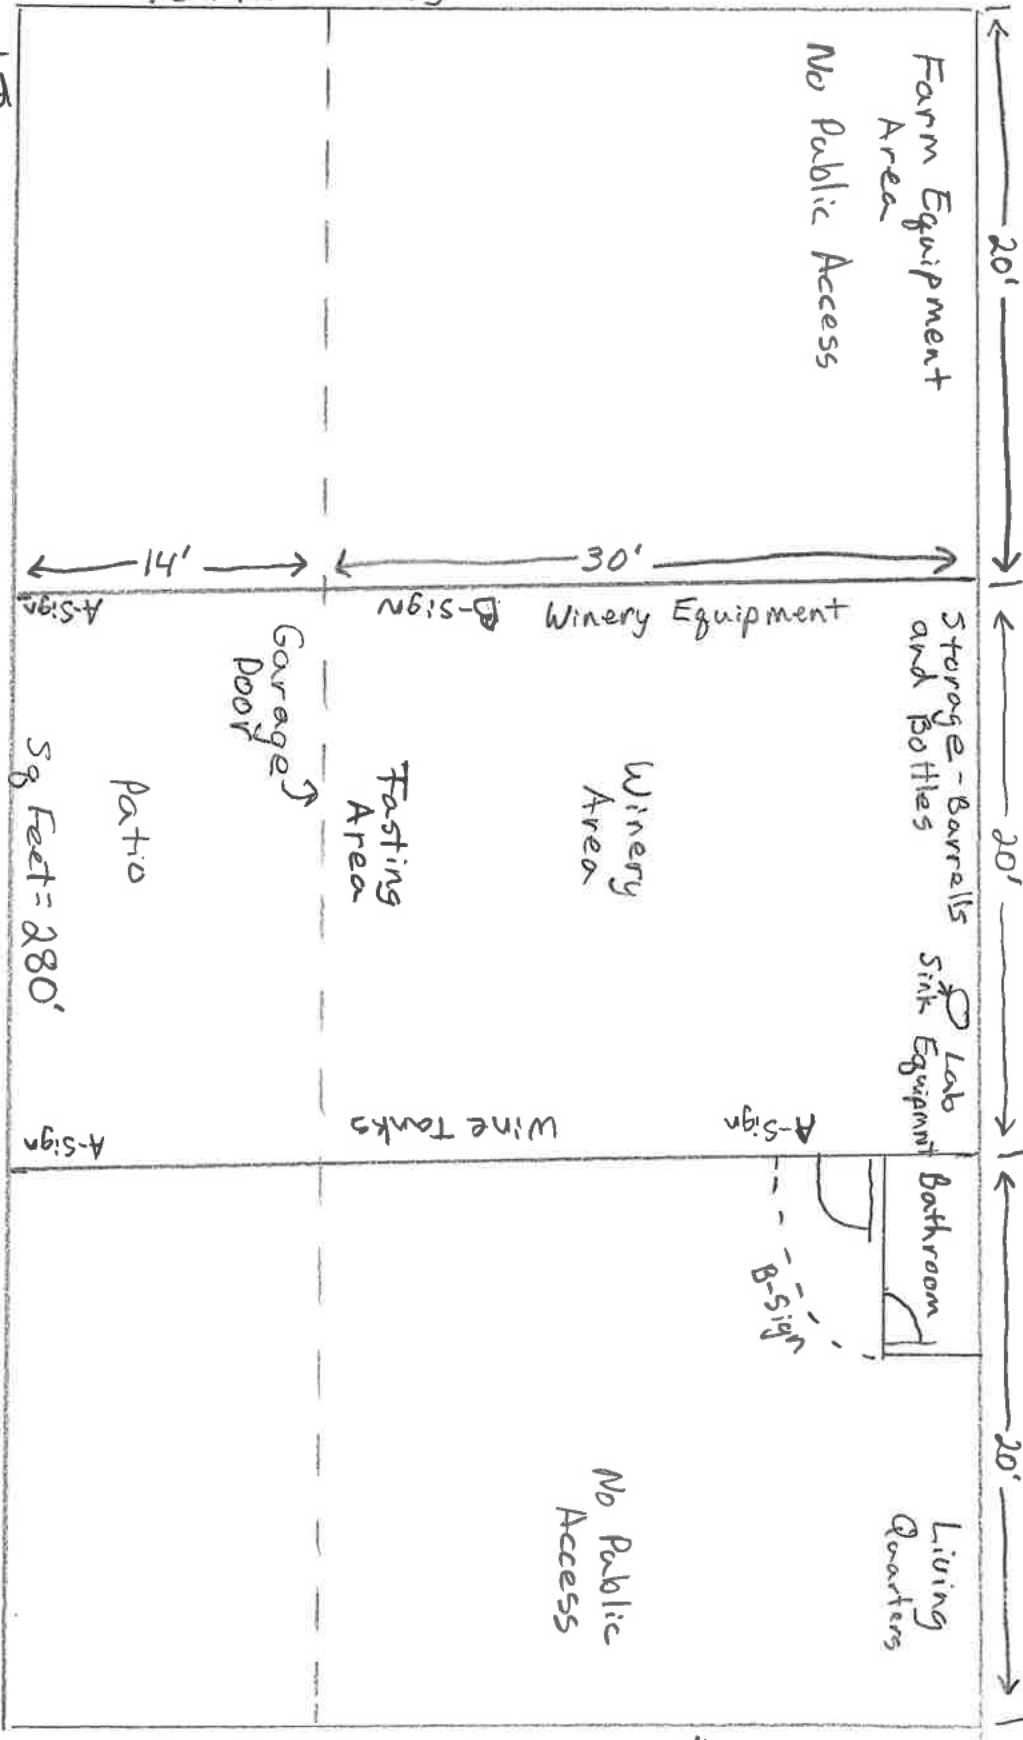 20'
20'
20'
Farm Equipment
Area
No Public Access
Storage - Barrells
and Bottles
Sink
Lab
Equipmnt
Bathroom
Living
Quarters
30'
14'
Winery Equipment
B-Sign
A-Sign
Winery
Area
Tasting
Area
Garage
Door
Patio
Sq Feet = 280'
A-Sign
Wine Tanks
A-Sign
B-Sign
No Public
Access